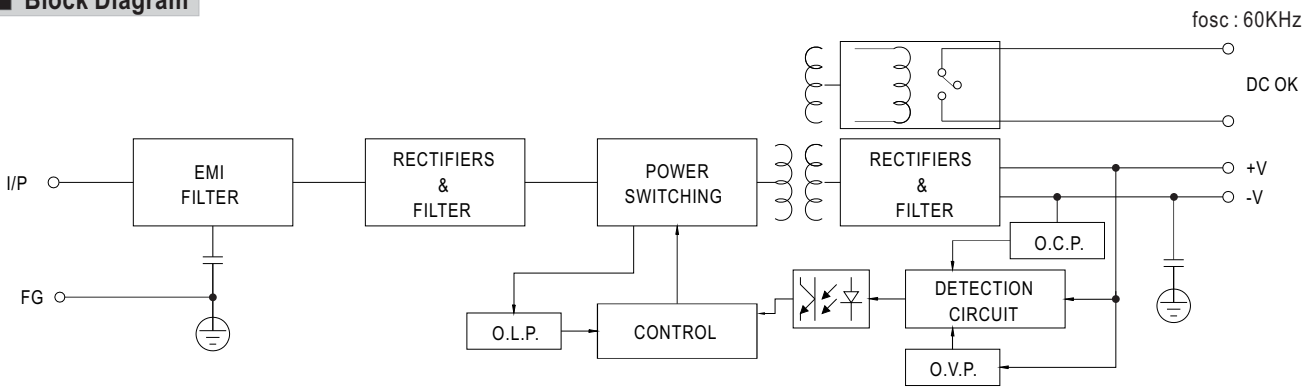 ■ Block Diagram
fosc : 60KHz
DC OK
I/P
EMI
FILTER
RECTIFIERS
&
FILTER
POWER
SWITCHING
RECTIFIERS
&
FILTER
+V
-V
O.C.P.
FG
O.L.P.
CONTROL
DETECTION
CIRCUIT
O.V.P.